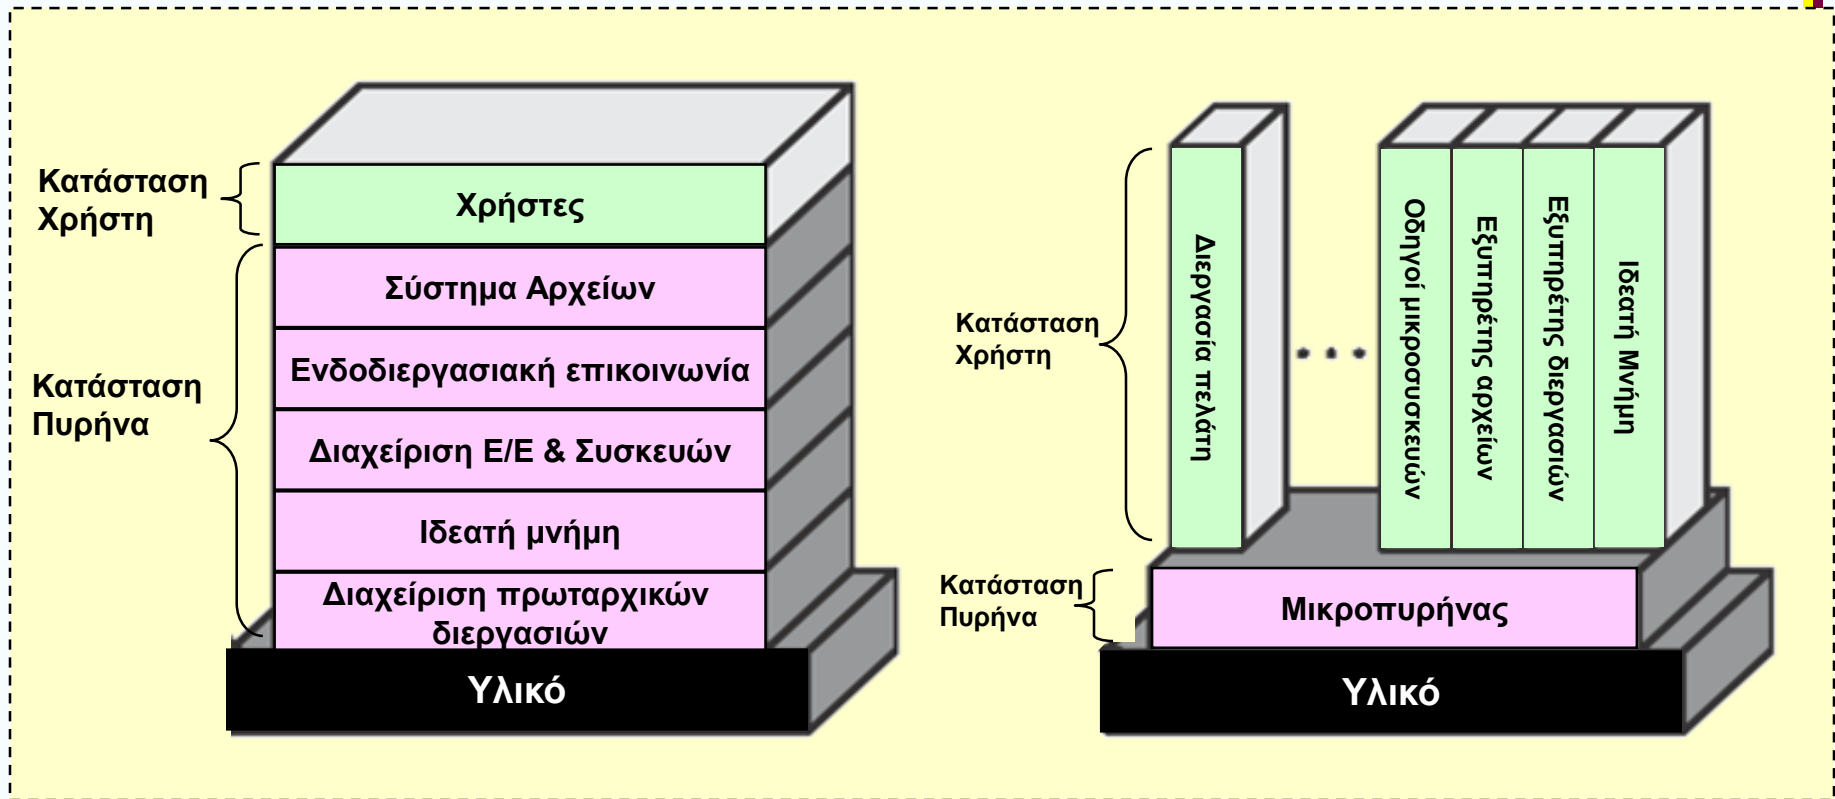 Κατάσταση
Χρήστη
Χρήστες
Κατάσταση
Πυρήνα
Σύστημα Αρχείων
Ενδοδιεργασιακή επικοινωνία
Διαχείριση Ε/Ε & Συσκευών
Ιδεατή μνήμη
Διαχείριση πρωταρχικών
διεργασιών
Υλικό
Κατάσταση
Χρήστη
Διεργασία πελάτη
Οδηγοί μικροσυσκευών
Εξυπηρέτης αρχείων
Εξυπηρέτης διεργασιών
Ιδεατή Μνήμη
Κατάσταση
Πυρήνα
Μικροπυρήνας
Υλικό